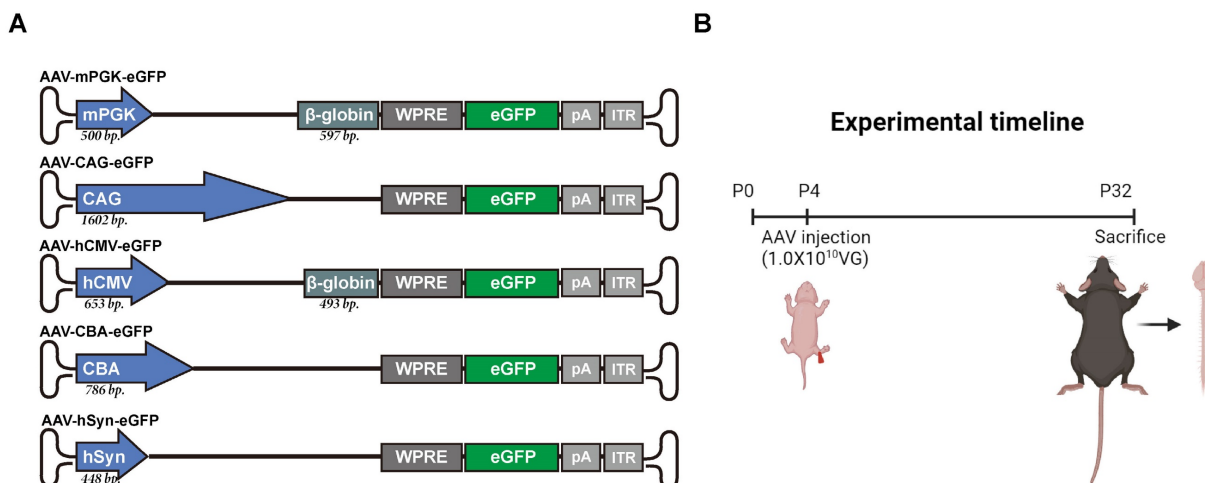 A
AAV-mPGK-eGFP
mPGK β-globin WPRE eGFP pA ITR
500 bp. 597 bp.
AAV-CAG-eGFP
CAG WPRE eGFP pA ITR
1602 bp.
AAV-hCMV-eGFP
hCMV β-globin WPRE eGFP pA ITR
653 bp. 493 bp.
AAV-CBA-eGFP
CBA WPRE eGFP pA ITR
786 bp.
AAV-hSyn-eGFP
hSyn WPRE eGFP pA ITR
448 bp.
B
Experimental timeline
P0 P4 P32
AAV injection Sacrifice
(1.0X10¹⁰VG)